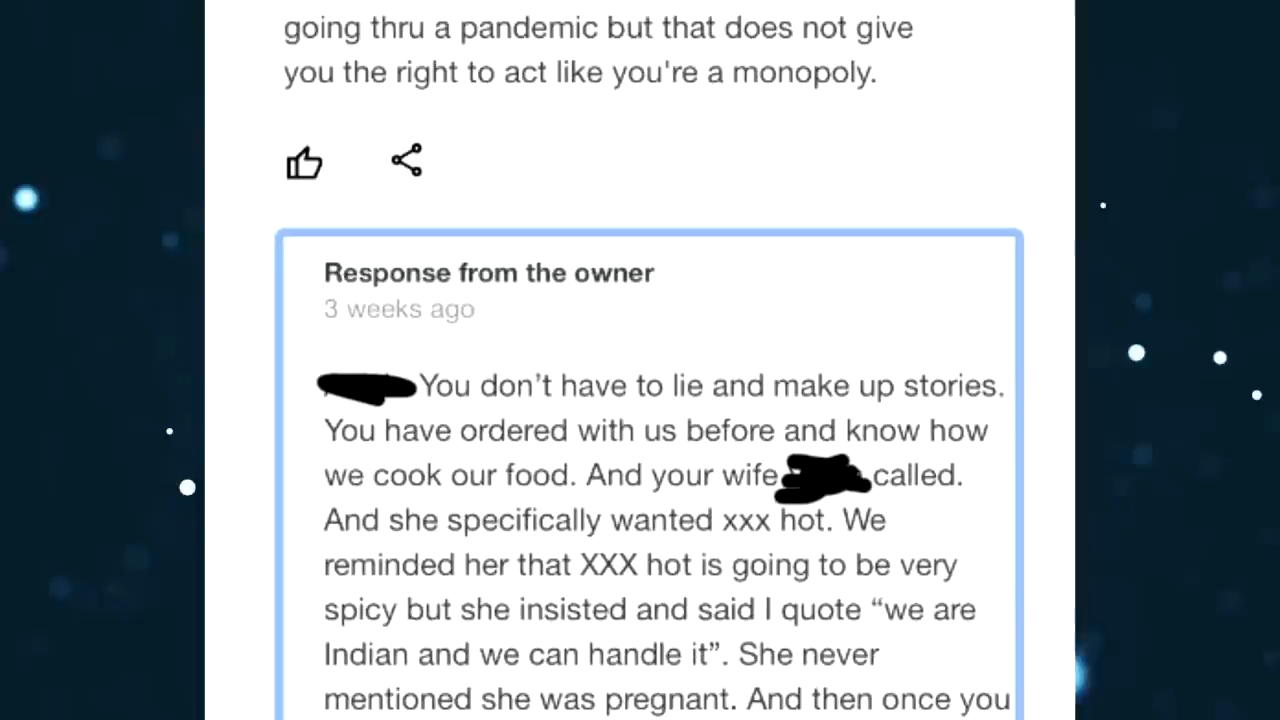 going thru a pandemic but that does not give
you the right to act like you're a monopoly.
Response from the owner
3 weeks ago
You don’t have to lie and make up stories.
You have ordered with us before and know how
we cook our food. And your wife called.
And she specifically wanted xxx hot. We
reminded her that XXX hot is going to be very
spicy but she insisted and said I quote “we are
Indian and we can handle it”. She never
mentioned she was pregnant. And then once you